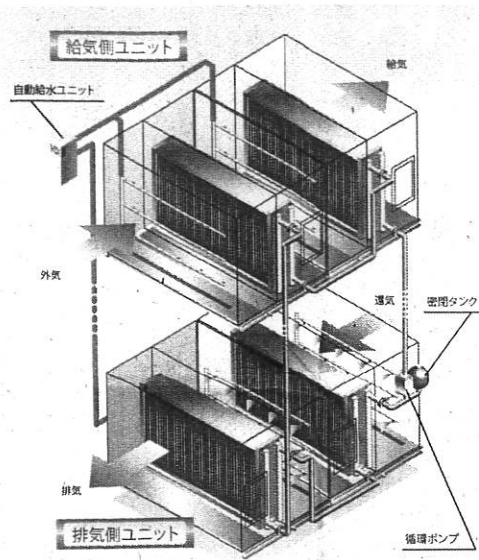 給気側ユニット
自動給水ユニット
給気
外気
還気
密閉タンク
排気
排気側ユニット
循環ポンプ